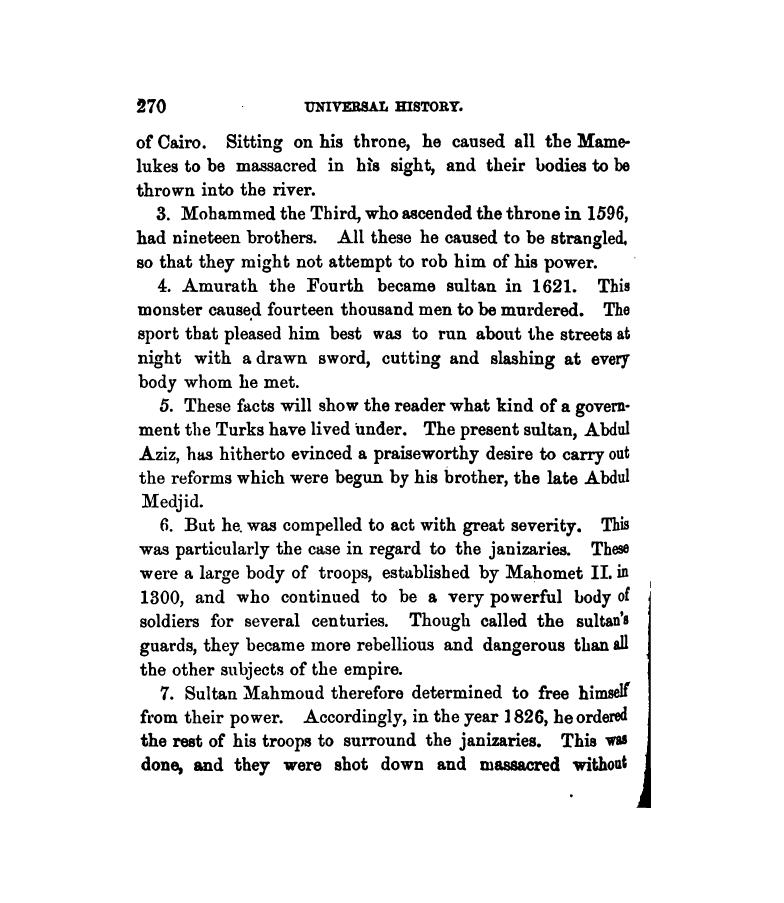 270 UNIVERSAL HISTORY.
of Cairo. Sitting on his throne, he caused all the Mame-
lukes to be massacred in his sight, and their bodies to be
thrown into the river.
3. Mohammed the Third, who ascended the throne in 1596,
had nineteen brothers. All these he caused to be strangled,
so that they might not attempt to rob him of his power.
4. Amurath the Fourth became sultan in 1621. This
monster caused fourteen thousand men to be murdered. The
sport that pleased him best was to run about the streets at
night with a drawn sword, cutting and slashing at every
body whom he met.
5. These facts will show the reader what kind of a govern-
ment the Turks have lived under. The present sultan, Abdul
Aziz, has hitherto evinced a praiseworthy desire to carry out
the reforms which were begun by his brother, the late Abdul
Medjid.
6. But he was compelled to act with great severity. This
was particularly the case in regard to the janizaries. These
were a large body of troops, established by Mahomet II. in
1300, and who continued to be a very powerful body of
soldiers for several centuries. Though called the sultan's
guards, they became more rebellious and dangerous than all
the other subjects of the empire.
7. Sultan Mahmoud therefore determined to free himself
from their power. Accordingly, in the year 1826, he ordered
the rest of his troops to surround the janizaries. This was
done, and they were shot down and massacred without